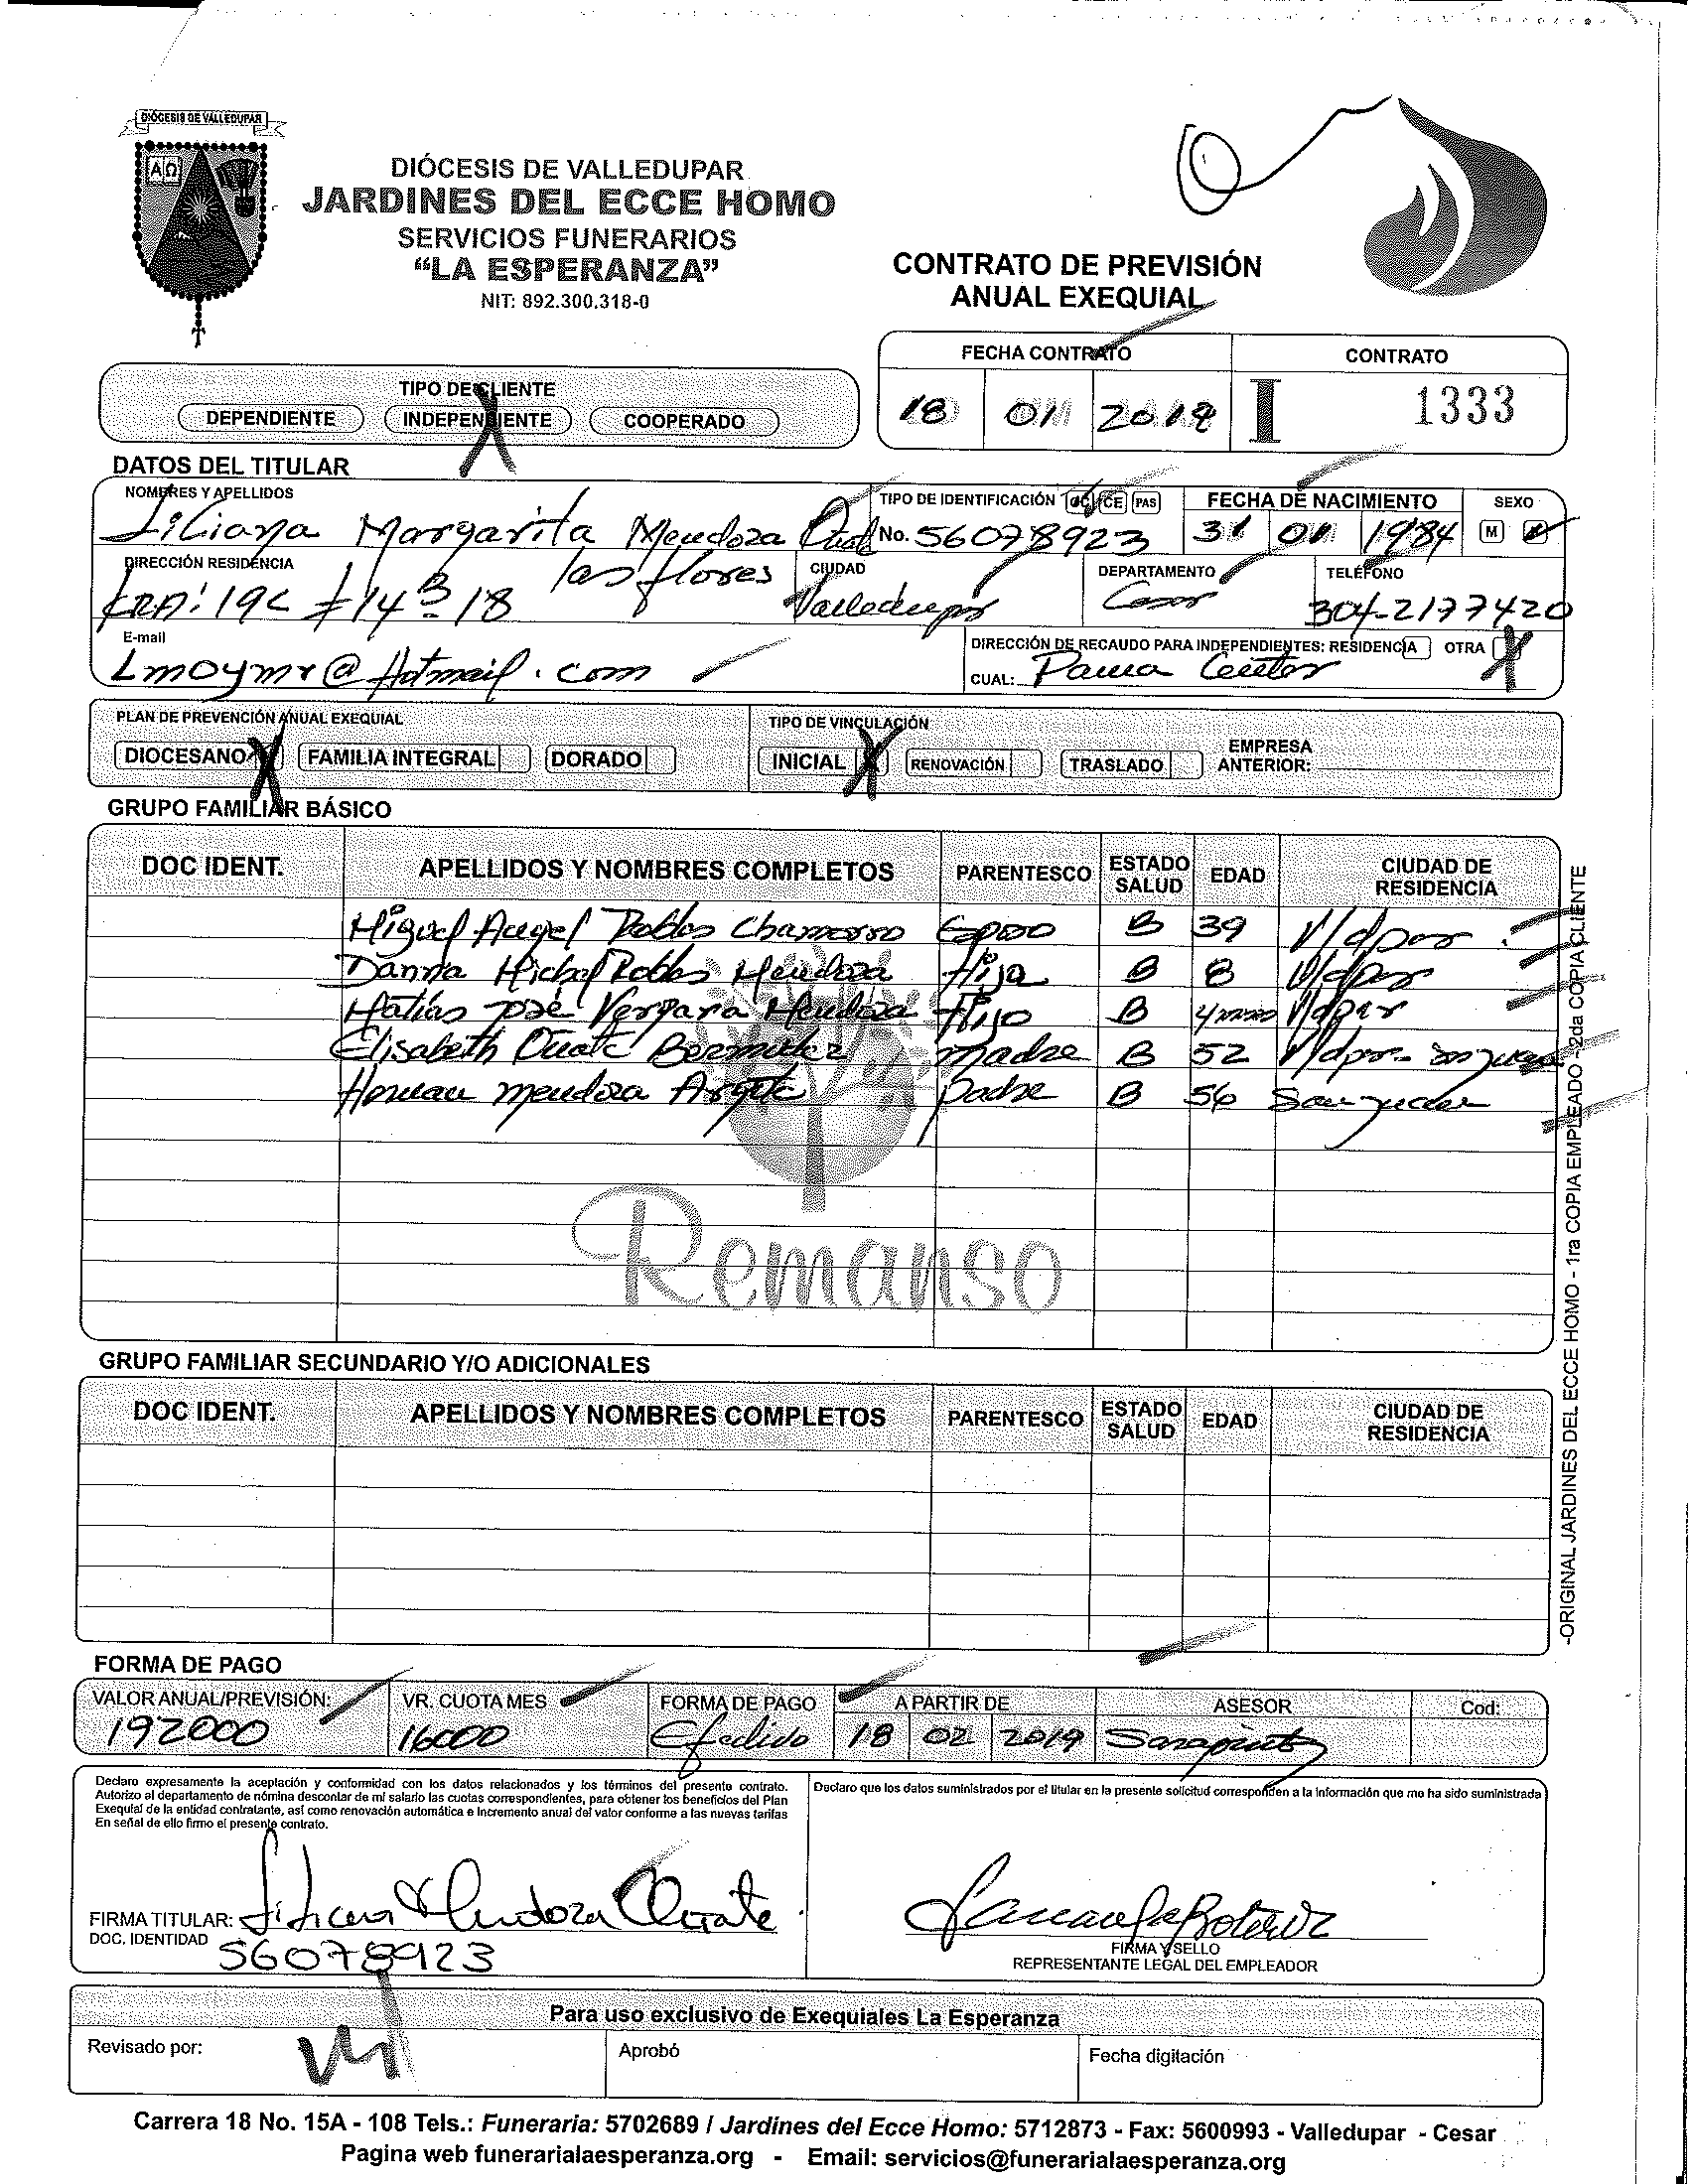 DIÓCESIS DE VALLEDUPAR
ΑΩ
DIÓCESIS DE VALLEDUPAR
JARDINES DEL ECCE HOMO
SERVICIOS FUNERARIOS
“LA ESPERANZA”
NIT: 892.300.318-0
CONTRATO DE PREVISIÓN
ANUAL EXEQUIAL
FECHA CONTRATO CONTRATO
18 01 2019 I 1333
TIPO DE CLIENTE
DEPENDIENTE INDEPENDIENTE X COOPERADO
DATOS DEL TITULAR
NOMBRES Y APELLIDOS TIPO DE IDENTIFICACIÓN CC CE PAS FECHA DE NACIMIENTO SEXO
Liliana Margarita Mendoza Oñate No. 56078923 31 01 1984 M
DIRECCIÓN RESIDENCIA CIUDAD DEPARTAMENTO TELÉFONO
KRA: 19C #14B-18 las flores Valledupar Cesar 304-2177420
E-mail DIRECCIÓN DE RECAUDO PARA INDEPENDIENTES: RESIDENCIA OTRA X
Lmoymr@Hotmail.com CUAL:
PLAN DE PREVENCIÓN ANUAL EXEQUIAL TIPO DE VINCULACIÓN
DIOCESANO X FAMILIA INTEGRAL DORADO INICIAL X RENOVACIÓN TRASLADO EMPRESA ANTERIOR:
GRUPO FAMILIAR BÁSICO
DOC IDENT. APELLIDOS Y NOMBRES COMPLETOS PARENTESCO ESTADO SALUD EDAD CIUDAD DE RESIDENCIA
Miguel Angel Robles Chamorro Esposo B 39 V/dpar
Danna Michel Robles Mendoza Hija B 8 V/dpar
Matias José Vergara Mendoza Hijo B 4 V/dpar
Elisabeth Oñate Bermudez madre B 52 V/dpar
Hernan Mendoza Argote padre B 56 San
Remanso
GRUPO FAMILIAR SECUNDARIO Y/O ADICIONALES
DOC IDENT. APELLIDOS Y NOMBRES COMPLETOS PARENTESCO ESTADO SALUD EDAD CIUDAD DE RESIDENCIA
-ORIGINAL JARDINES DEL ECCE HOMO - 1ra COPIA EMPLEADO - 2da COPIA CLIENTE
FORMA DE PAGO
VALOR ANUAL/PREVISIÓN: VR. CUOTA MES FORMA DE PAGO A PARTIR DE ASESOR Cod:
192000 16000 Efectivo 18 02 2019
Declaro expresamente la aceptación y conformidad con los datos relacionados y los términos del presente contrato.
Autorizo al departamento de nómina descontar de mi salario las cuotas correspondientes, para obtener los beneficios del Plan
Exequial de la entidad contratante, así como renovación automática e incremento anual del valor conforme a las nuevas tarifas
En señal de ello firmo el presente contrato.
Declaro que los datos suministrados por el titular en la presente solicitud corresponden a la información que me ha sido suministrada
FIRMA TITULAR: Liliana Mendoza Oñate
DOC. IDENTIDAD 56078923
FIRMA Y SELLO
REPRESENTANTE LEGAL DEL EMPLEADOR
Para uso exclusivo de Exequiales La Esperanza
Revisado por: Aprobó Fecha digitación
Carrera 18 No. 15A - 108 Tels.: Funeraria: 5702689 / Jardines del Ecce Homo: 5712873 - Fax: 5600993 - Valledupar - Cesar
Pagina web funerarialaesperanza.org - Email: servicios@funerarialaesperanza.org